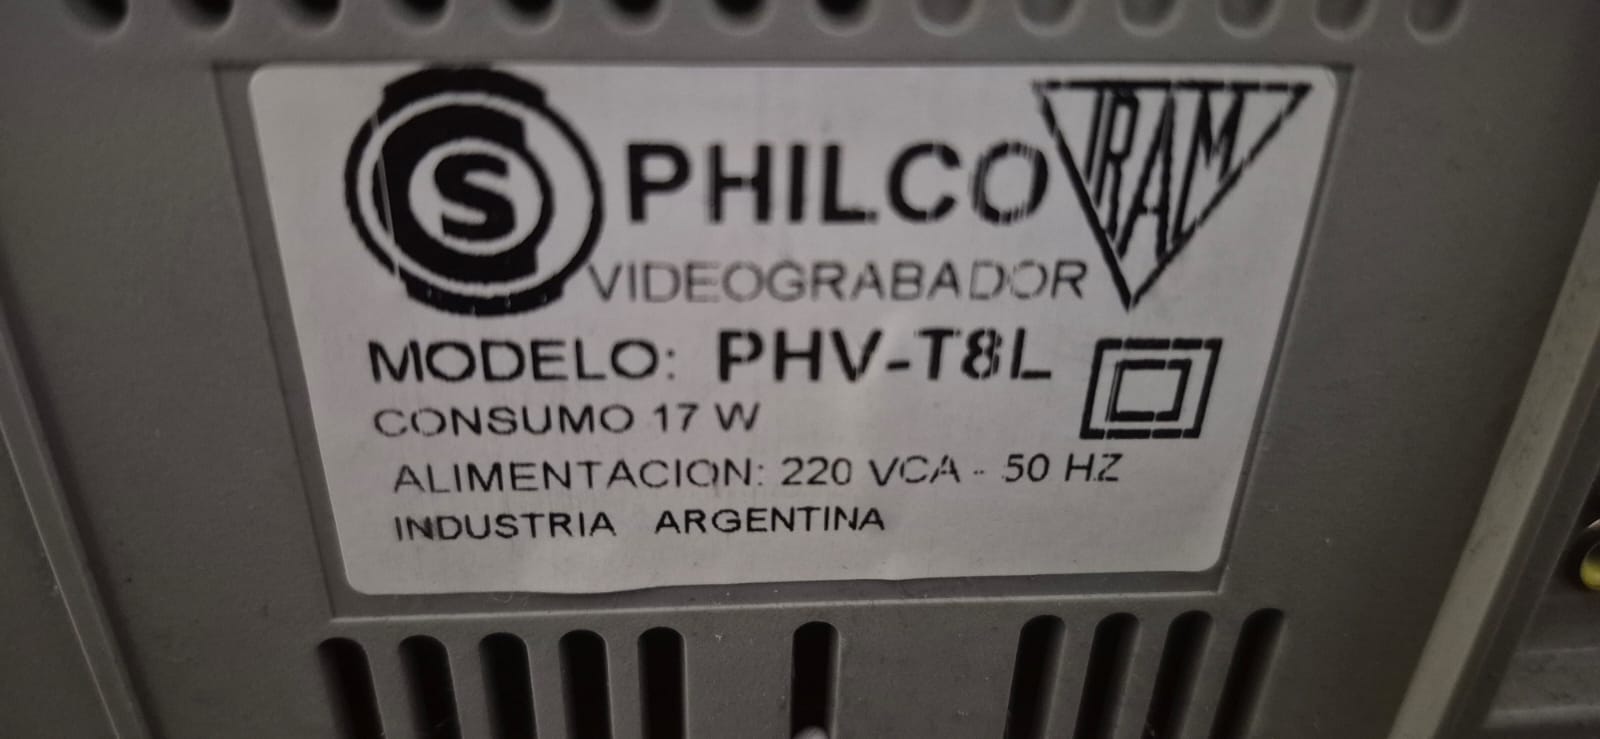 S PHILCO IRAM
VIDEOGRABADOR
MODELO: PHV-T8L
CONSUMO 17 W
ALIMENTACION: 220 VCA - 50 HZ
INDUSTRIA ARGENTINA